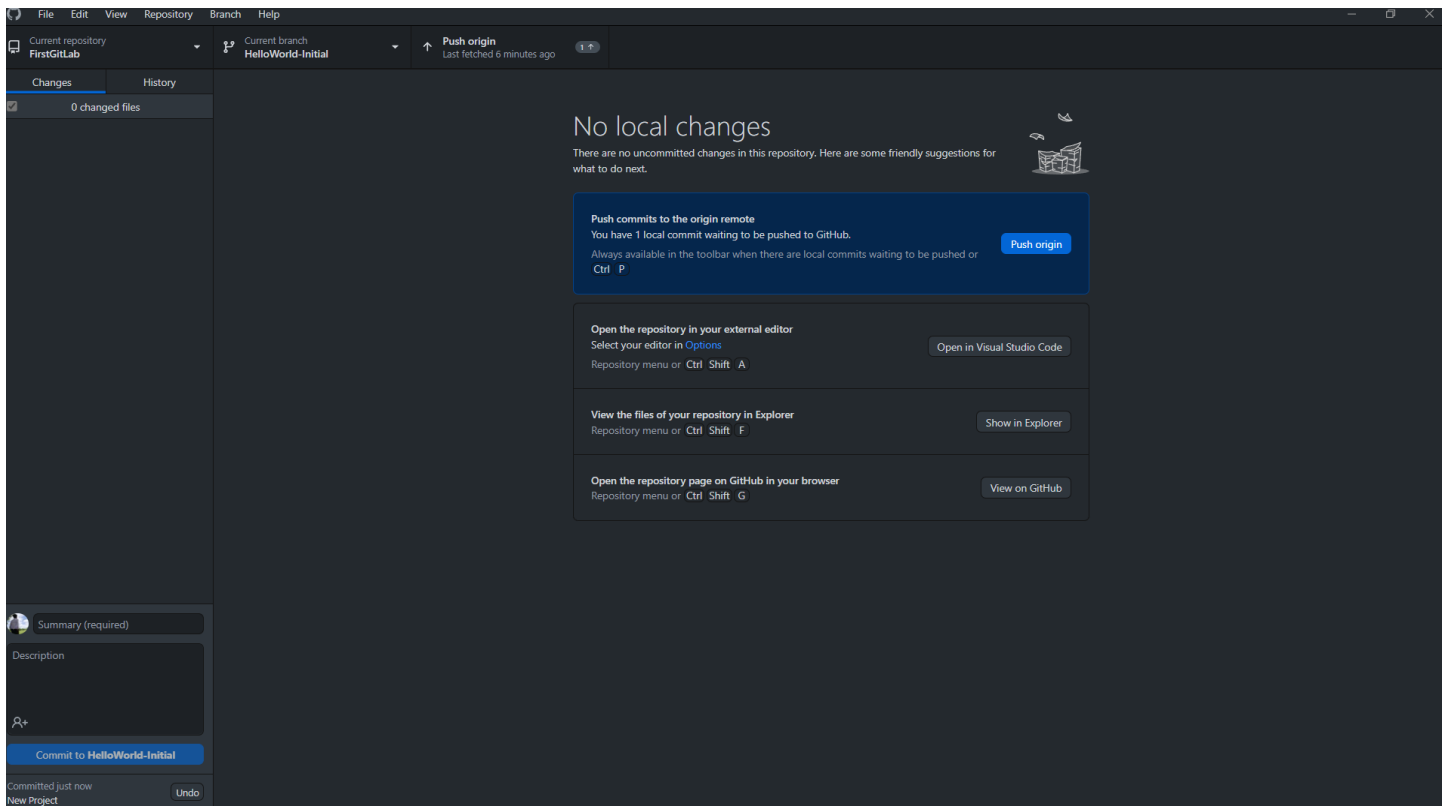 File Edit View Repository Branch Help
Current repository
FirstGitLab
Current branch
HelloWorld-Initial
Push origin
Last fetched 6 minutes ago
1
Changes History
0 changed files
No local changes
There are no uncommitted changes in this repository. Here are some friendly suggestions for
what to do next.
Push commits to the origin remote
You have 1 local commit waiting to be pushed to GitHub.
Always available in the toolbar when there are local commits waiting to be pushed or
Ctrl P
Push origin
Open the repository in your external editor
Select your editor in Options
Repository menu or Ctrl Shift A
Open in Visual Studio Code
View the files of your repository in Explorer
Repository menu or Ctrl Shift F
Show in Explorer
Open the repository page on GitHub in your browser
Repository menu or Ctrl Shift G
View on GitHub
Summary (required)
Description
Commit to HelloWorld-Initial
Committed just now
New Project
Undo